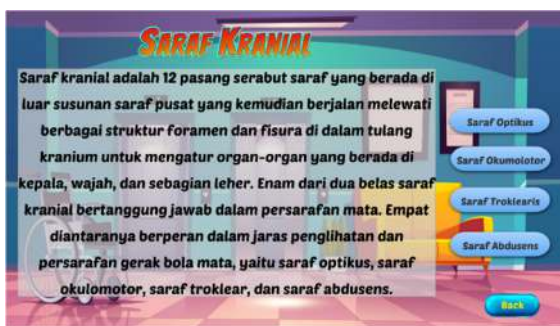 Saraf Kranial
Saraf kranial adalah 12 pasang serabut saraf yang berada di
luar susunan saraf pusat yang kemudian berjalan melewati
berbagai struktur foramen dan fisura di dalam tulang
kranium untuk mengatur organ-organ yang berada di
kepala, wajah, dan sebagian leher. Enam dari dua belas saraf
kranial bertanggung jawab dalam persarafan mata. Empat
diantaranya berperan dalam jaras penglihatan dan
persarafan gerak bola mata, yaitu saraf optikus, saraf
okulomotor, saraf troklear, dan saraf abdusens.
Saraf Optikus
Saraf Okumolotor
Saraf Troklearis
Saraf Abdusens
Back